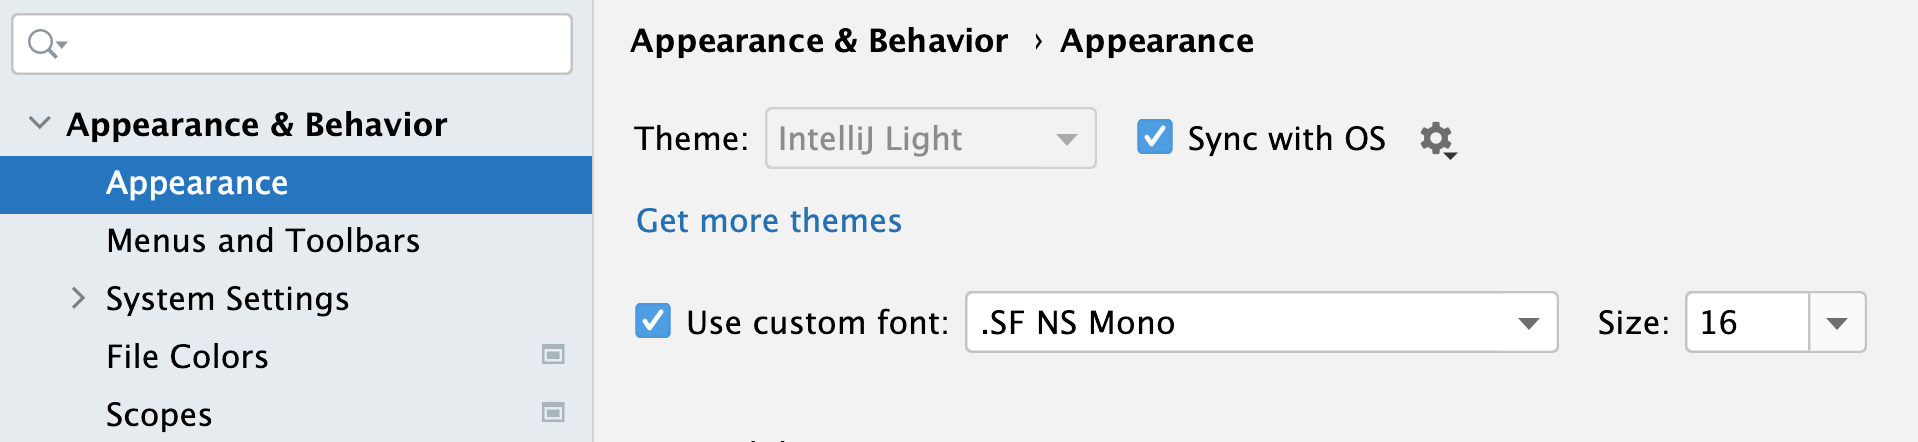 Appearance & Behavior
Appearance
Menus and Toolbars
System Settings
File Colors
Scopes
Appearance & Behavior › Appearance
Theme: IntelliJ Light Sync with OS
Get more themes
Use custom font: .SF NS Mono Size: 16